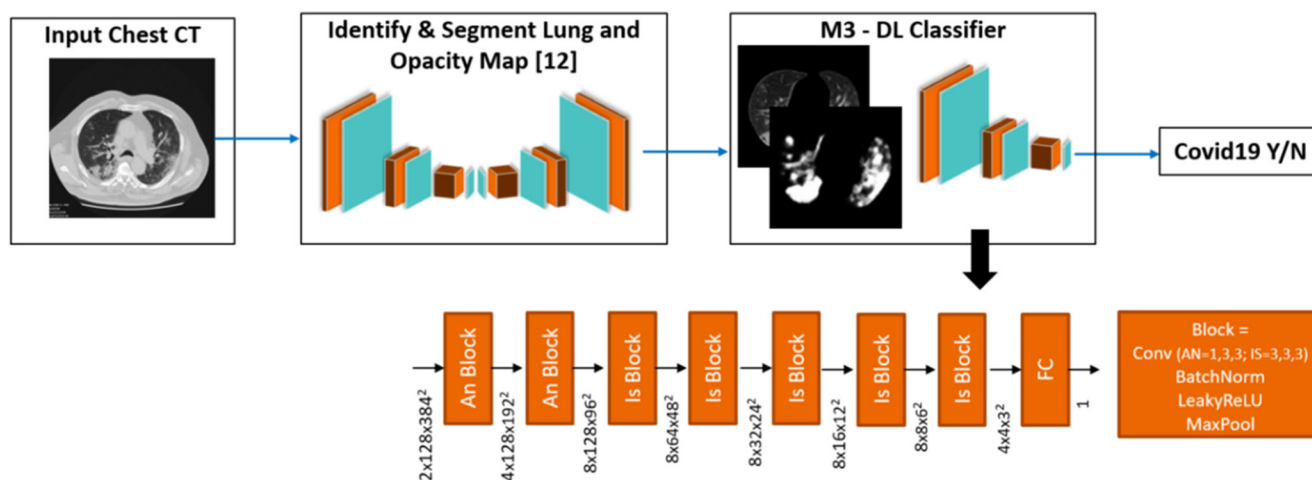 Input Chest CT
Identify & Segment Lung and
Opacity Map [12]
M3 - DL Classifier
Covid19 Y/N
2x128x384²
An Block
4x128x192²
An Block
8x128x96²
Is Block
8x64x48²
Is Block
8x32x24²
Is Block
8x16x12²
Is Block
8x8x6²
Is Block
4x4x3²
FC
1
Block =
Conv (AN=1,3,3; IS=3,3,3)
BatchNorm
LeakyReLU
MaxPool